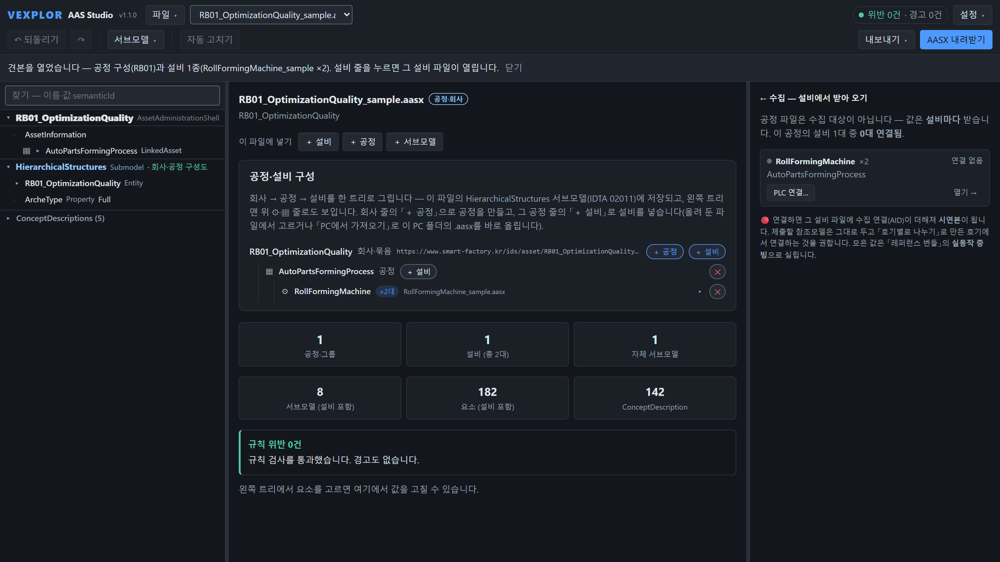 VEXPLOR AAS Studio v1.1.0 파일 ▾ RB01_OptimizationQuality_sample.a
위반 0건 · 경고 0건 설정 ▾
↶ 되돌리기 ↷ 서브모델 ▾ 자동 고치기
내보내기 ▾ AASX 내려받기
견본을 열었습니다 — 공정 구성(RB01)과 설비 1종(RollFormingMachine_sample ×2). 설비 줄을 누르면 그 설비 파일이 열립니다. 닫기
찾기 — 이름·값·semanticId
▾ RB01_OptimizationQuality AssetAdministrationShell
· AssetInformation
▦ ▸ AutoPartsFormingProcess LinkedAsset
▾ HierarchicalStructures Submodel · 회사·공정 구성도
▸ RB01_OptimizationQuality Entity
· ArcheType Property Full
▸ ConceptDescriptions (5)
RB01_OptimizationQuality_sample.aasx 공정·회사
RB01_OptimizationQuality
이 파일에 넣기 + 설비 + 공정 + 서브모델
공정·설비 구성
회사 → 공정 → 설비를 한 트리로 그립니다 — 이 파일의 HierarchicalStructures 서브모델(IDTA 02011)에 저장되고, 왼쪽 트리
맨 위 ⚙·▦ 줄로도 보입니다. 회사 줄의 「+ 공정」으로 공정을 만들고, 그 공정 줄의 「+ 설비」로 설비를 넣습니다(올려 둔 파
일에서 고르거나 「PC에서 가져오기」로 이 PC 폴더의 .aasx를 바로 올립니다).
RB01_OptimizationQuality 회사·묶음 https://www.smart-factory.kr/ids/asset/RB01_OptimizationQuality… + 공정 + 설비
▦ AutoPartsFormingProcess 공정 + 설비 ✕
⚙ RollFormingMachine ×2대 RollFormingMachine_sample.aasx ▸ ✕
1
공정·그룹
1
설비 (총 2대)
1
자체 서브모델
8
서브모델 (설비 포함)
182
요소 (설비 포함)
142
ConceptDescription
규칙 위반 0건
규칙 검사를 통과했습니다. 경고도 없습니다.
왼쪽 트리에서 요소를 고르면 여기에서 값을 고칠 수 있습니다.
← 수집 — 설비에서 받아 오기
공정 파일은 수집 대상이 아닙니다 — 값은 설비마다 받습니
다. 이 공정의 설비 1대 중 0대 연결됨.
RollFormingMachine ×2 연결 없음
AutoPartsFormingProcess
PLC 연결… 열기 →
🔴 연결하면 그 설비 파일에 수집 연결(AID)이 더해져 시연본이 됩니
다. 제출할 참조모델은 그대로 두고 「호기별로 나누기」로 만든 호기에
서 연결하는 것을 권합니다. 모은 값은 「레퍼런스 번들」의 실동작 증
빙으로 실립니다.